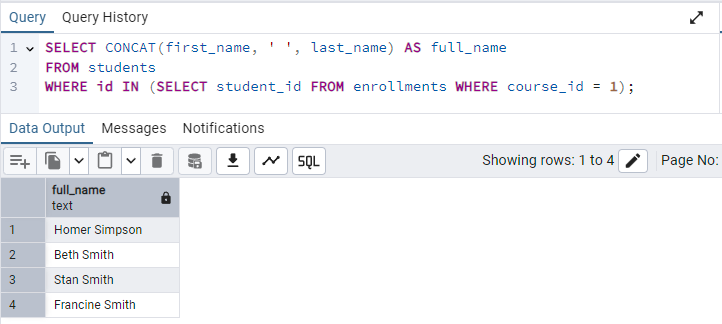 Query Query History
1 SELECT CONCAT(first_name, ' ', last_name) AS full_name
2 FROM students
3 WHERE id IN (SELECT student_id FROM enrollments WHERE course_id = 1);
Data Output Messages Notifications
SQL Showing rows: 1 to 4 Page No:
full_name
text
1 Homer Simpson
2 Beth Smith
3 Stan Smith
4 Francine Smith